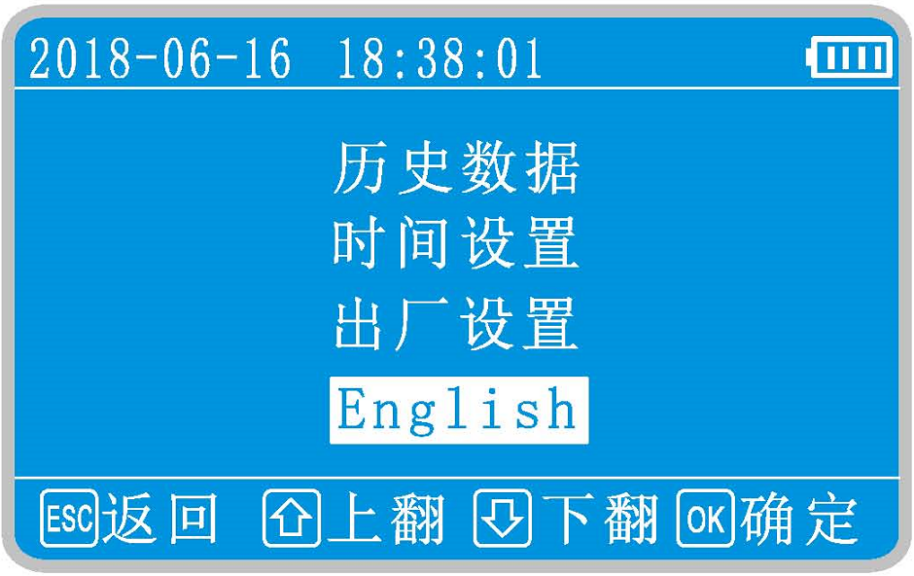 2018-06-16 18:38:01
历史数据
时间设置
出厂设置
English
ESC返回 上翻 下翻 OK确定